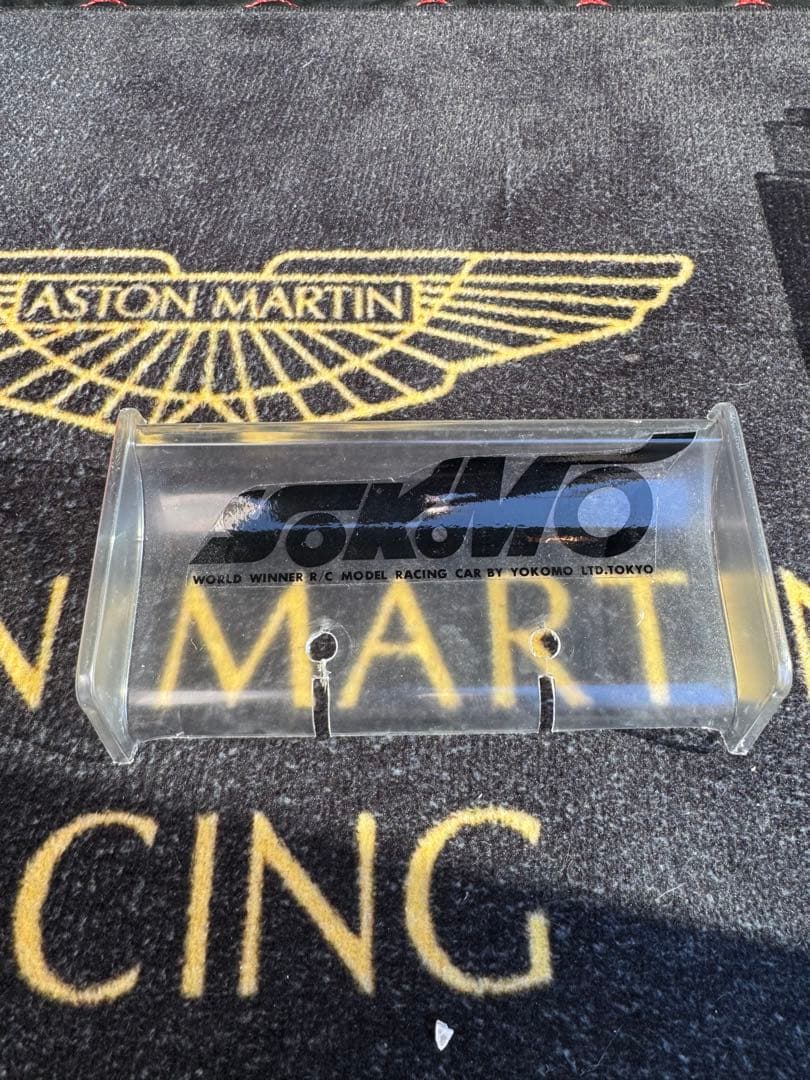 ASTON MARTIN
YOKOMO
WORLD WINNER R/C MODEL RACING CAR BY YOKOMO LTD.TOKYO
N MART
CING